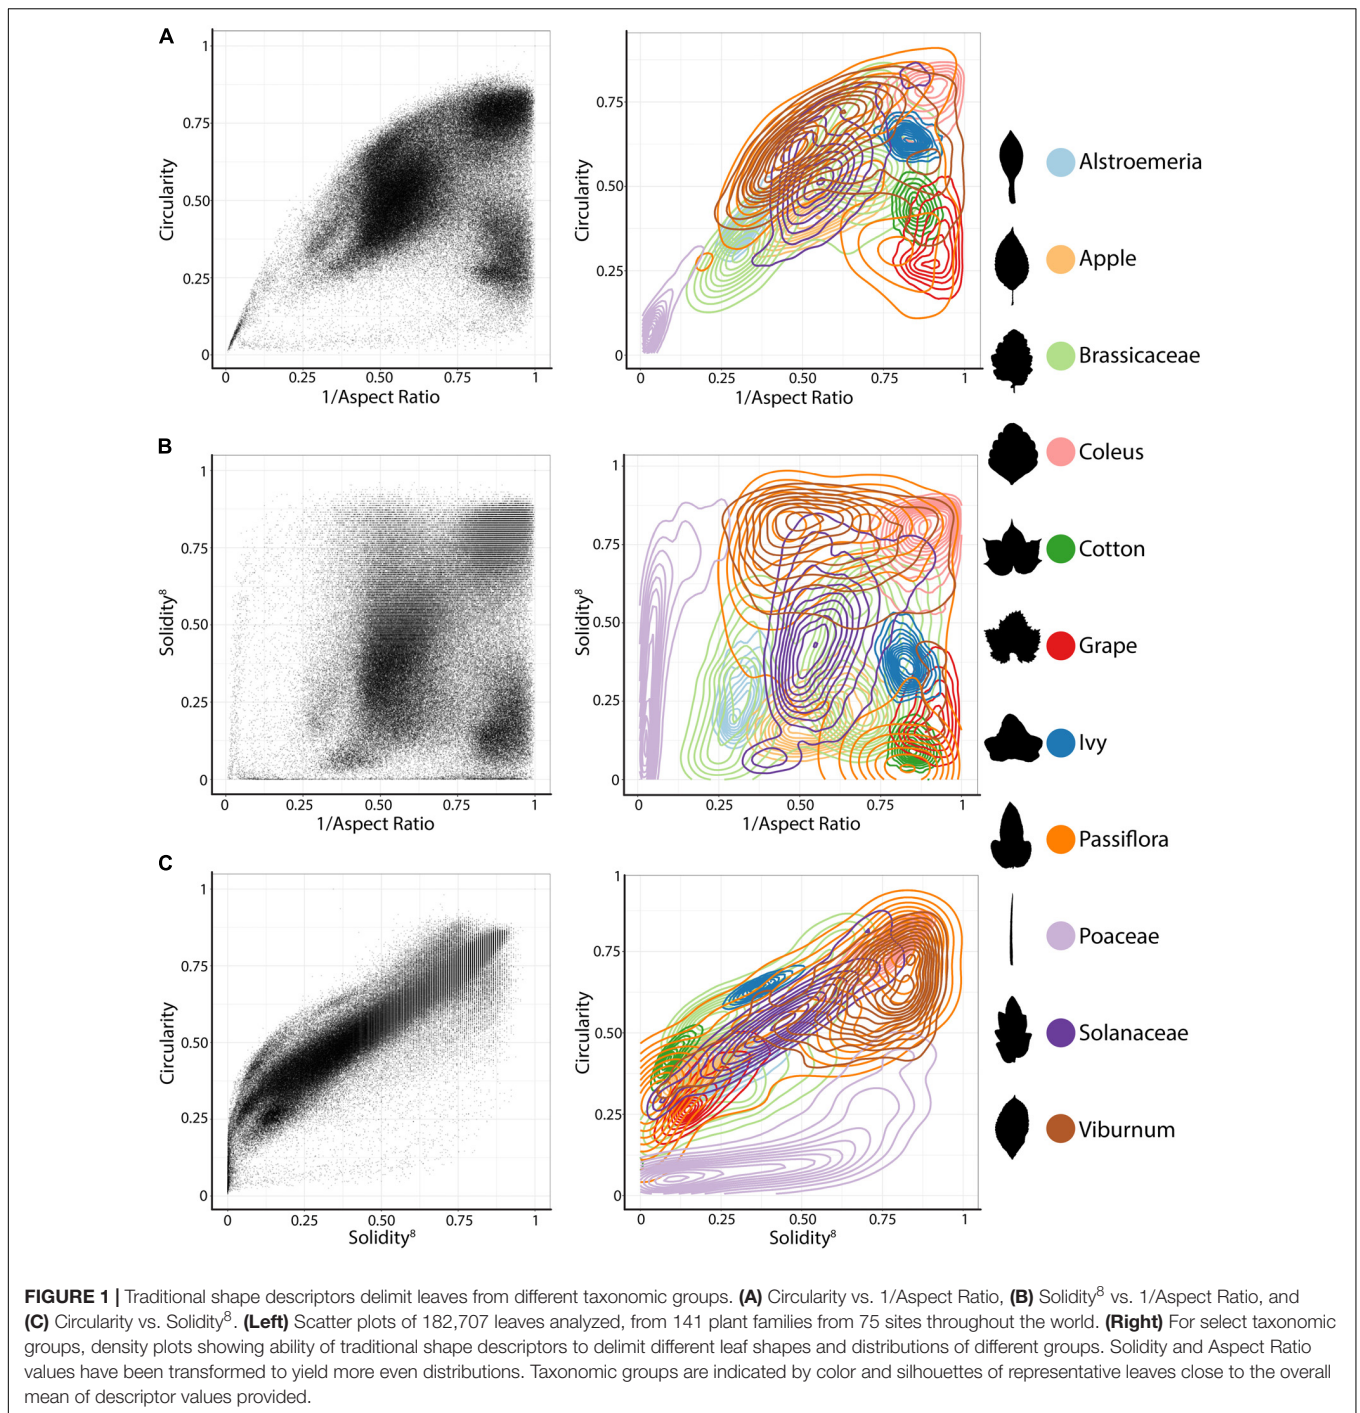 A
1
0.75
0.50
0.25
0
Circularity
0 0.25 0.50 0.75 1
1/Aspect Ratio
0.75
0.50
0.25
0
Circularity
0 0.25 0.50 0.75 1
1/Aspect Ratio
B
1
0.75
0.50
0.25
0
Solidity⁸
0 0.25 0.50 0.75 1
1/Aspect Ratio
1
0.75
0.50
0.25
0
Solidity⁸
0 0.25 0.50 0.75 1
1/Aspect Ratio
C
1
0.75
0.50
0.25
0
Circularity
0 0.25 0.50 0.75 1
Solidity⁸
1
0.75
0.50
0.25
0
Circularity
0 0.25 0.50 0.75 1
Solidity⁸
Alstroemeria
Apple
Brassicaceae
Coleus
Cotton
Grape
Ivy
Passiflora
Poaceae
Solanaceae
Viburnum
FIGURE 1 | Traditional shape descriptors delimit leaves from different taxonomic groups. (A) Circularity vs. 1/Aspect Ratio, (B) Solidity⁸ vs. 1/Aspect Ratio, and
(C) Circularity vs. Solidity⁸. (Left) Scatter plots of 182,707 leaves analyzed, from 141 plant families from 75 sites throughout the world. (Right) For select taxonomic
groups, density plots showing ability of traditional shape descriptors to delimit different leaf shapes and distributions of different groups. Solidity and Aspect Ratio
values have been transformed to yield more even distributions. Taxonomic groups are indicated by color and silhouettes of representative leaves close to the overall
mean of descriptor values provided.